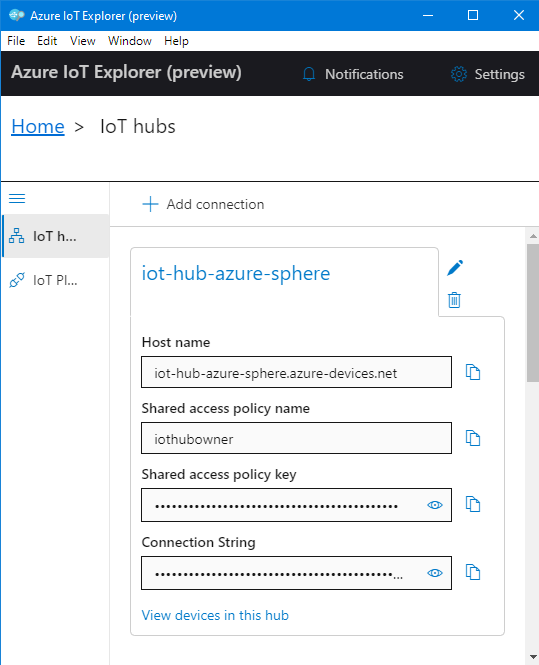 Azure IoT Explorer (preview)
File Edit View Window Help
Azure IoT Explorer (preview) Notifications Settings
Home > IoT hubs
Add connection
IoT h...
IoT Pl...
iot-hub-azure-sphere
Host name
iot-hub-azure-sphere.azure-devices.net
Shared access policy name
iothubowner
Shared access policy key
•••••••••••••••••••••••••••••••••••••••••••
Connection String
••••••••••••••••••••••••••••••••••••••••••...
View devices in this hub